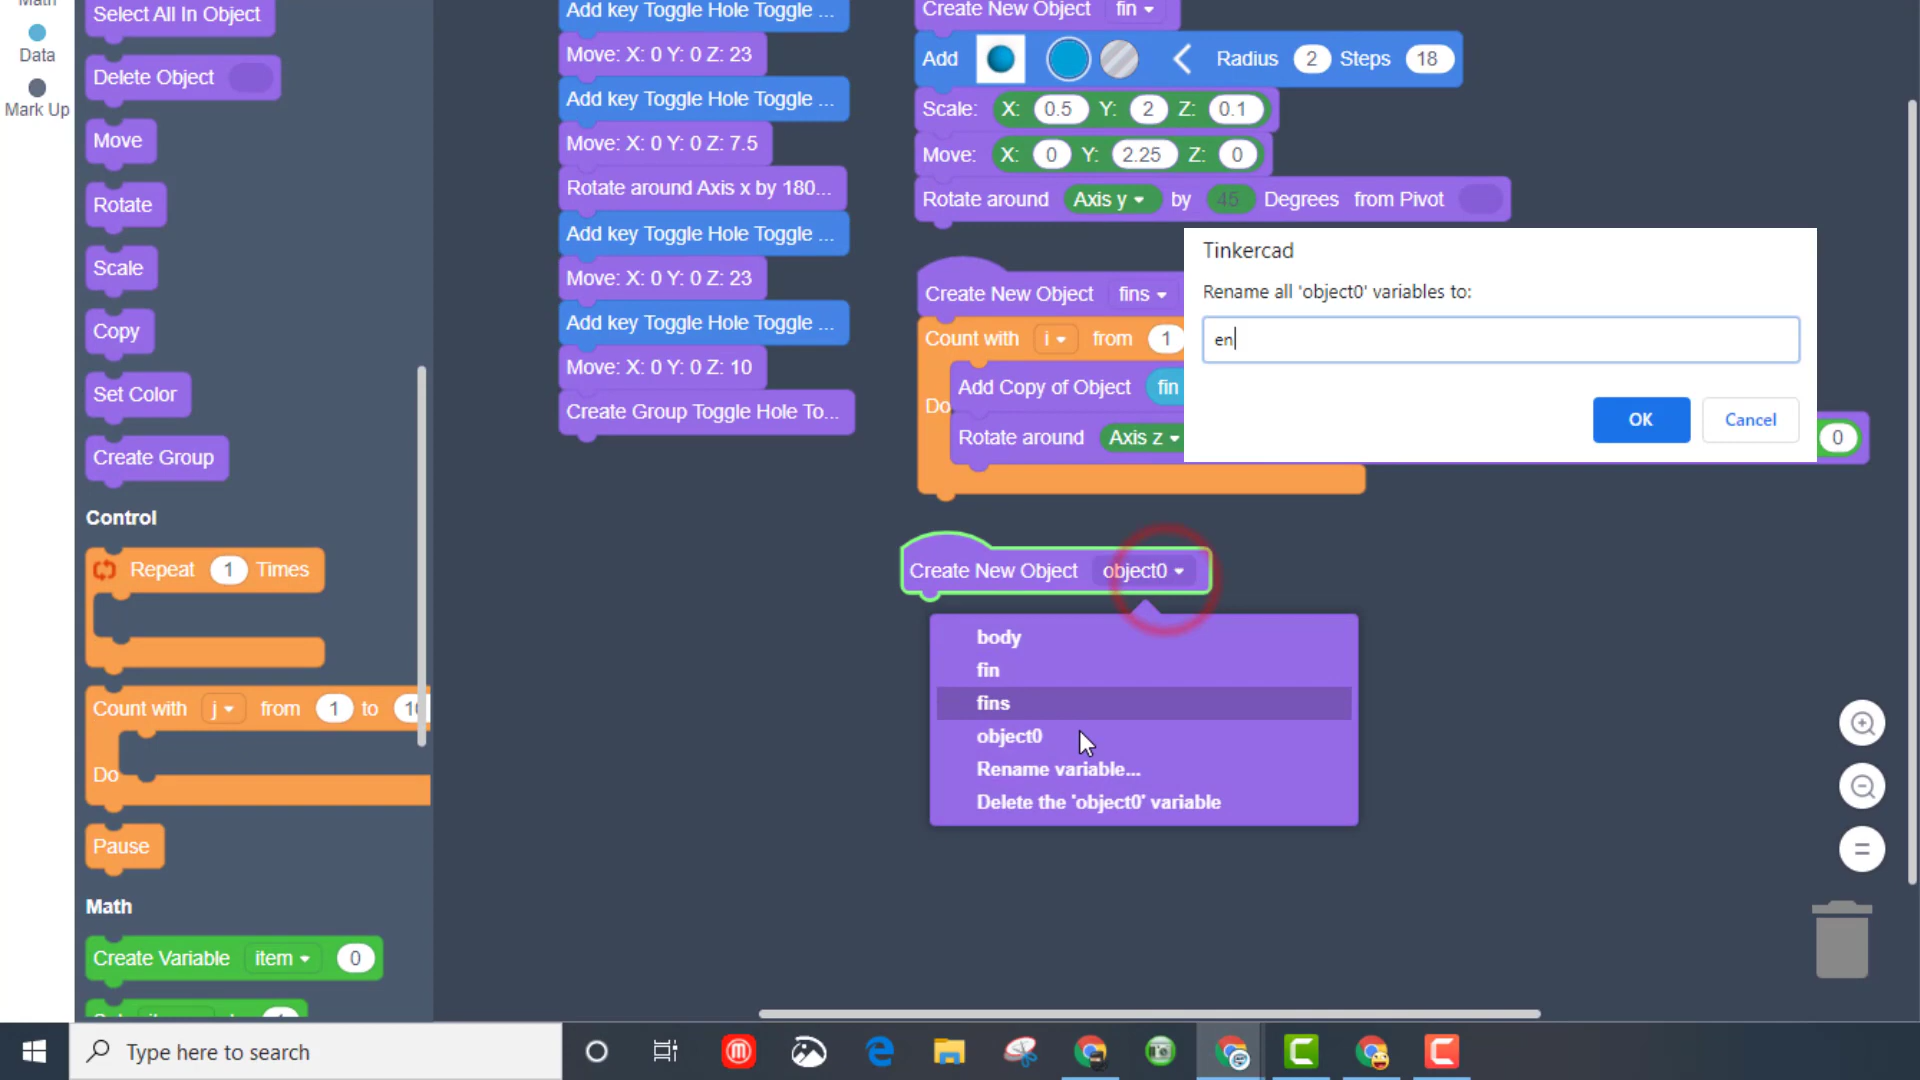 Data
Mark Up
Select All In Object
Delete Object
Move
Rotate
Scale
Copy
Set Color
Create Group
Control
Repeat 1 Times
Count with j from 1 to
Do
Pause
Math
Create Variable item 0
Add key Toggle Hole Toggle ...
Move: X: 0 Y: 0 Z: 23
Add key Toggle Hole Toggle ...
Move: X: 0 Y: 0 Z: 7.5
Rotate around Axis x by 180...
Add key Toggle Hole Toggle ...
Move: X: 0 Y: 0 Z: 23
Add key Toggle Hole Toggle ...
Move: X: 0 Y: 0 Z: 10
Create Group Toggle Hole To...
Create New Object fin
Add Radius 2 Steps 18
Scale: X: 0.5 Y: 2 Z: 0.1
Move: X: 0 Y: 2.25 Z: 0
Rotate around Axis y by 45 Degrees from Pivot
Create New Object fins
Count with i from 1
Add Copy of Object fin
Do
Rotate around Axis z
0
Tinkercad
Rename all 'object0' variables to:
en
OK Cancel
Create New Object object0
body
fin
fins
object0
Rename variable...
Delete the 'object0' variable
Type here to search